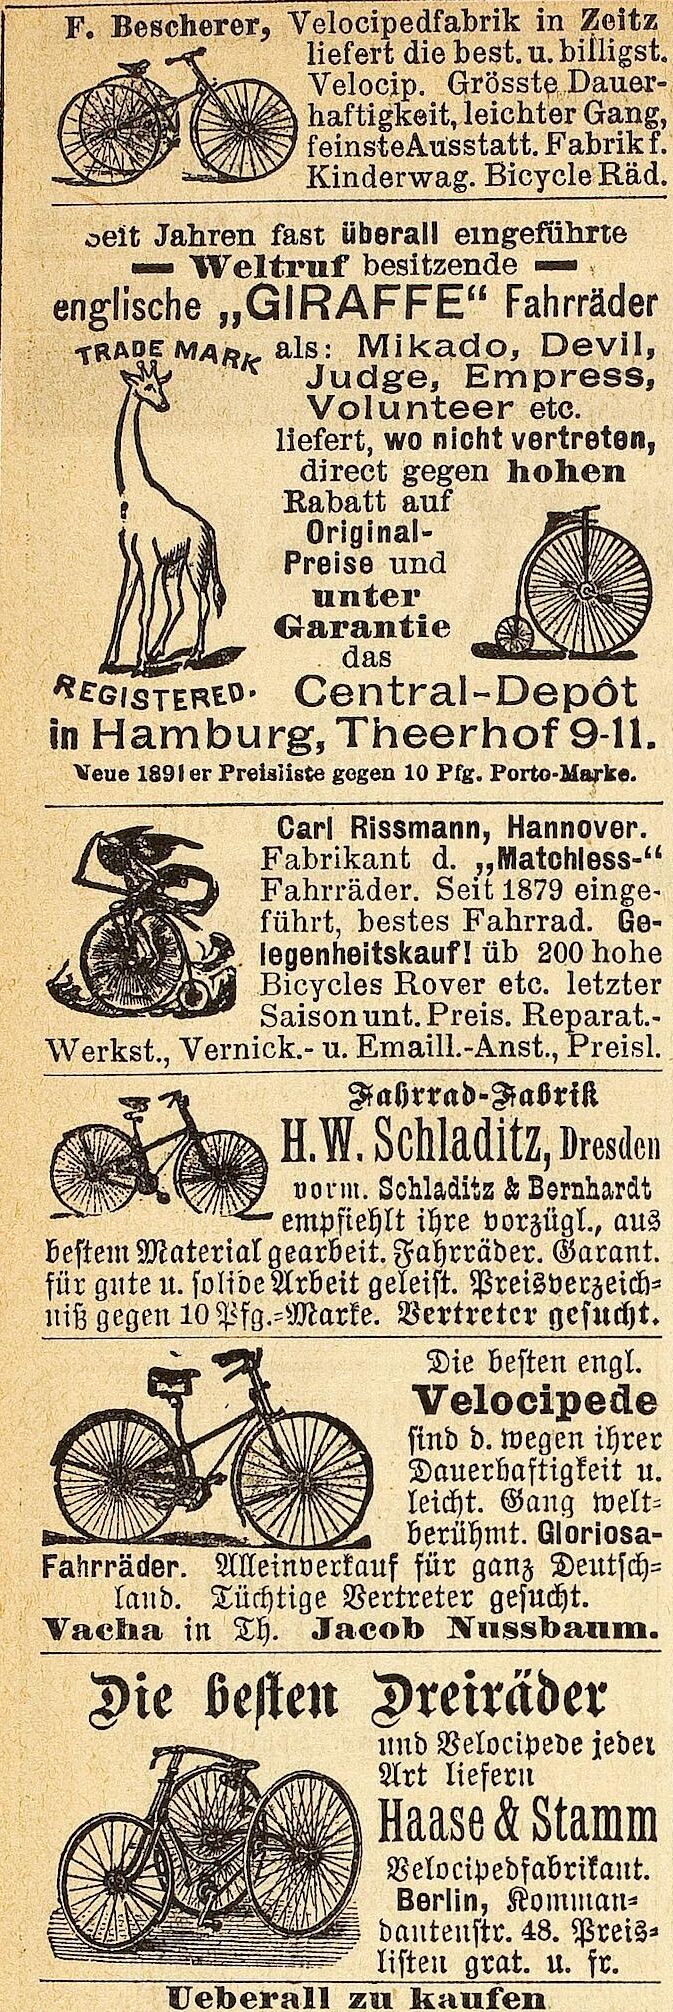 F. Bescherer, Velocipedfabrik in Zeitz
liefert die best. u. billigst.
Velocip. Grösste Dauer-
haftigkeit, leichter Gang,
feinste Ausstatt. Fabrik f.
Kinderwag. Bicycle Räd.
Seit Jahren fast überall eingeführte
Weltruf besitzende
englische „GIRAFFE“ Fahrräder
TRADE MARK
als: Mikado, Devil,
Judge, Empress,
Volunteer etc.
liefert, wo nicht vertreten,
direct gegen hohen
Rabatt auf
Original-
Preise und
unter
Garantie
das
REGISTERED.
Central-Depôt
in Hamburg, Theerhof 9-11.
Neue 1891er Preisliste gegen 10 Pfg. Porto-Marke.
Carl Rissmann, Hannover.
Fabrikant d. „Matchless-“
Fahrräder. Seit 1879 einge-
führt, bestes Fahrrad. Ge-
legenheitskauf! üb 200 hohe
Bicycles Rover etc. letzter
Saison unt. Preis. Reparat.-
Werkst., Vernick.- u. Emaill.-Anst., Preisl.
Fahrrad-Fabrik
H. W. Schladitz, Dresden
vorm. Schladitz & Bernhardt
empfiehlt ihre vorzügl., aus
bestem Material gearbeit. Fahrräder. Garant.
für gute u. solide Arbeit geleist. Preisverzeich-
niß gegen 10 Pfg.-Marke. Vertreter gesucht.
Die besten engl.
Velocipede
sind d. wegen ihrer
Dauerhaftigkeit u.
leicht. Gang welt-
berühmt. Gloriosa-
Fahrräder. Alleinverkauf für ganz Deutsch-
land. Tüchtige Vertreter gesucht.
Vacha in Th. Jacob Nussbaum.
Die besten Dreiräder
und Velocipede jeder
Art liefern
Haase & Stamm
Velocipedfabrikant.
Berlin, Komman-
dantenstr. 48. Preis-
listen grat. u. fr.
Ueberall zu kaufen